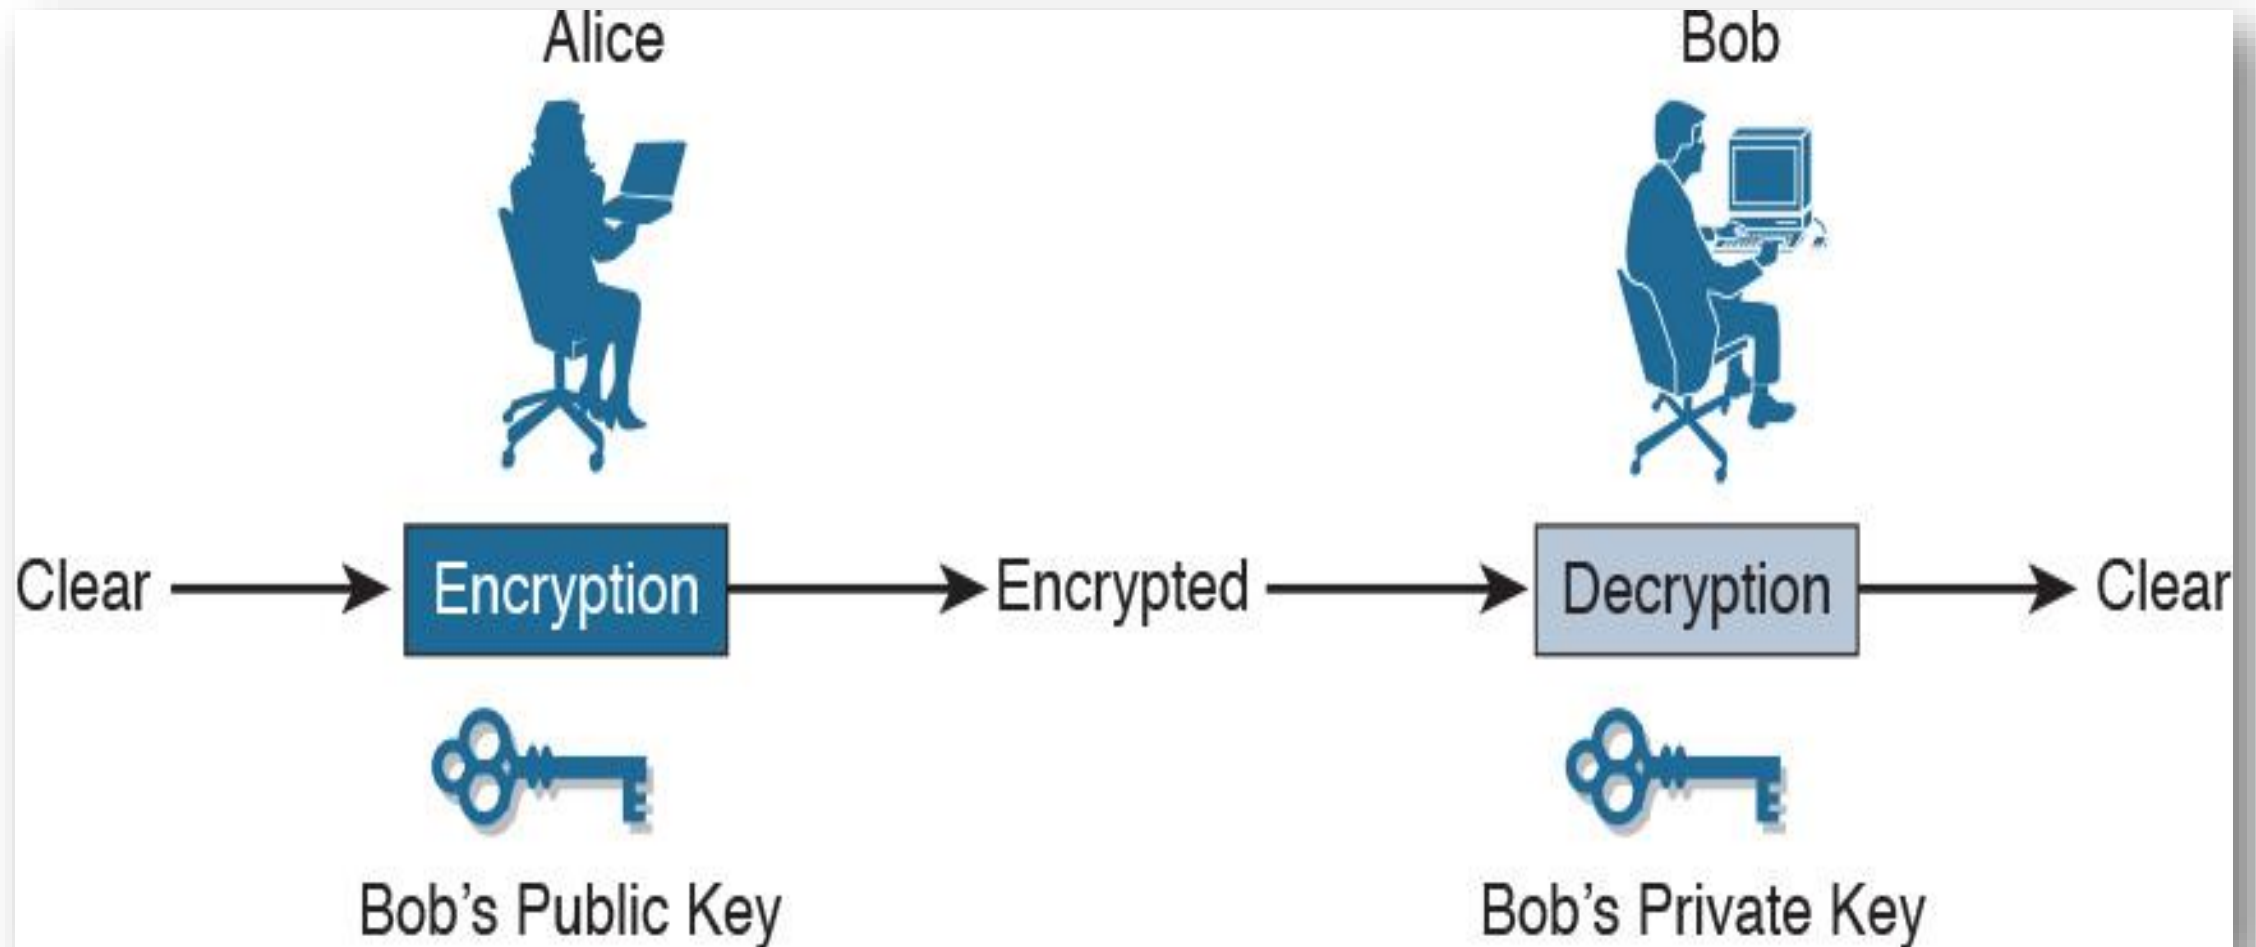 Alice
Bob
Clear
Encryption
Encrypted
Decryption
Clear
Bob’s Public Key
Bob’s Private Key